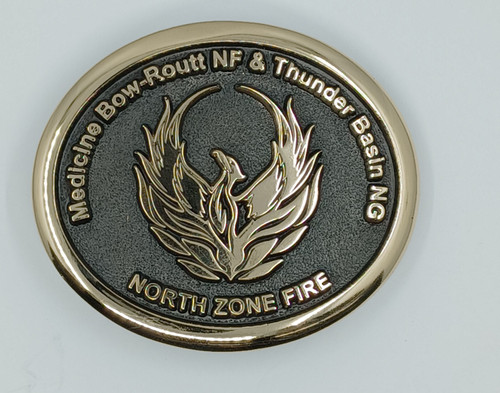 Medicine Bow-Routt NF & Thunder Basin NG
NORTH ZONE FIRE